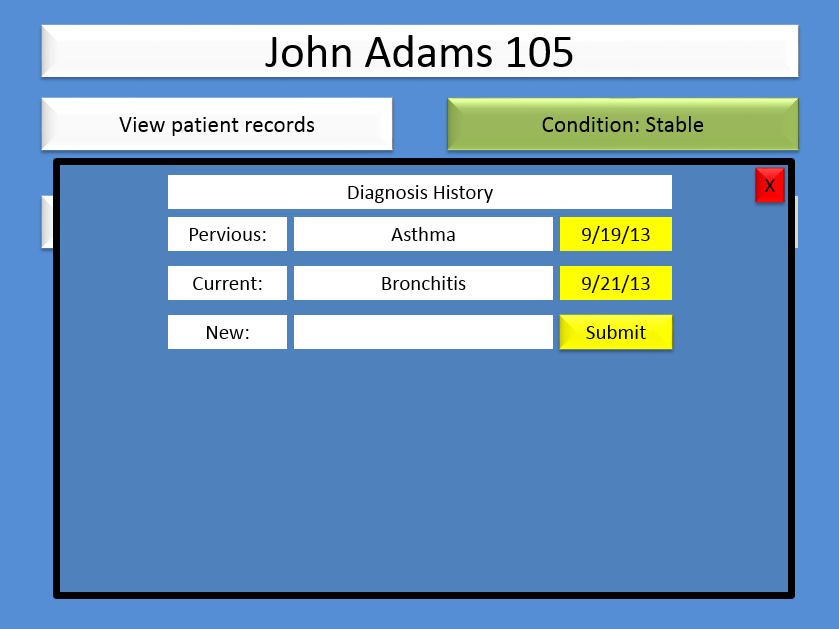 John Adams 105
View patient records
Condition: Stable
Diagnosis History
X
Pervious: Asthma 9/19/13
Current: Bronchitis 9/21/13
New: Submit